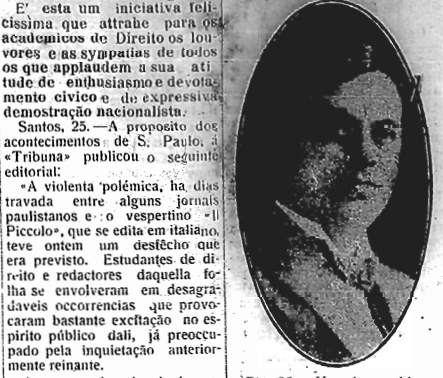 E' esta um iniciativa feli-
cissima que attrahe para os
academicos de Direito os lou-
vores e as sympatias de todos
os que applaudem a sua ati
tude de enthusiasmo e devota-
mento civico e de expressiva
demostração nacionalista.
Santos, 25.—A proposito dos
acontecimentos de S. Paulo, a
«Tribuna» publicou o seguinte
editorial:
«A violenta polémica, ha dias
travada entre alguns jornais
paulistanos e o vespertino «Il
Piccolo», que se edita em italiano,
teve ontem um desfêcho que
era previsto. Estudantes de di-
reito e redactores daquella fo-
lha se envolveram em desagra-
daveis occorrencias que provo-
caram bastante excitação no es-
pirito público dali, já preoccu-
pado pela inquietação anterior-
mente reinante.